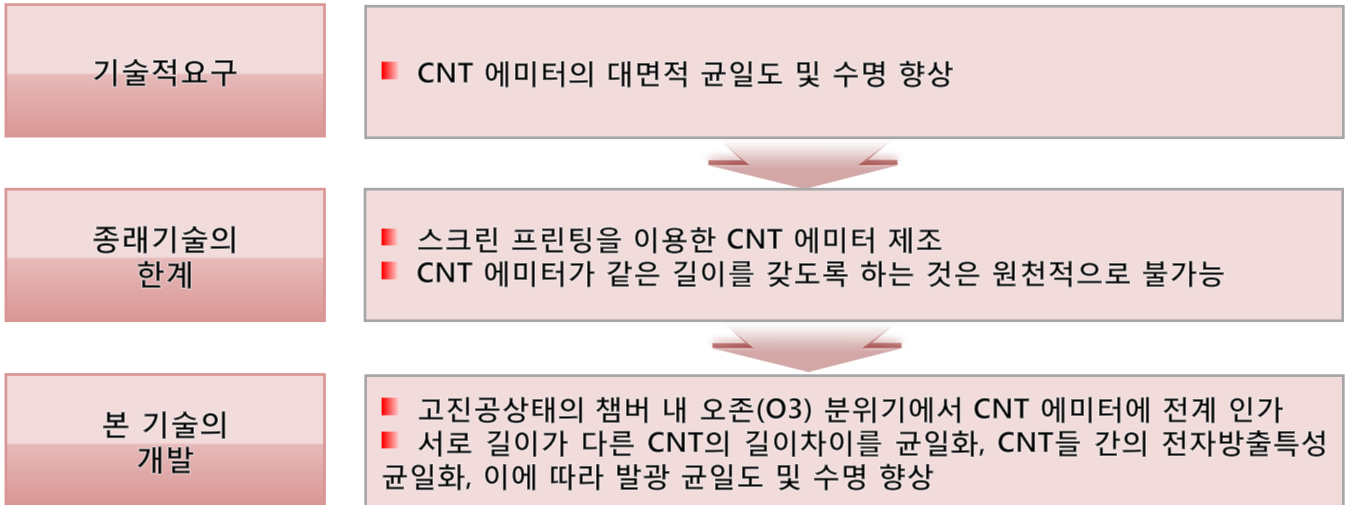 기술적요구
CNT 에미터의 대면적 균일도 및 수명 향상
종래기술의
한계
스크린 프린팅을 이용한 CNT 에미터 제조
CNT 에미터가 같은 길이를 갖도록 하는 것은 원천적으로 불가능
본 기술의
개발
고진공상태의 챔버 내 오존(O3) 분위기에서 CNT 에미터에 전계 인가
서로 길이가 다른 CNT의 길이차이를 균일화, CNT들 간의 전자방출특성
균일화, 이에 따라 발광 균일도 및 수명 향상